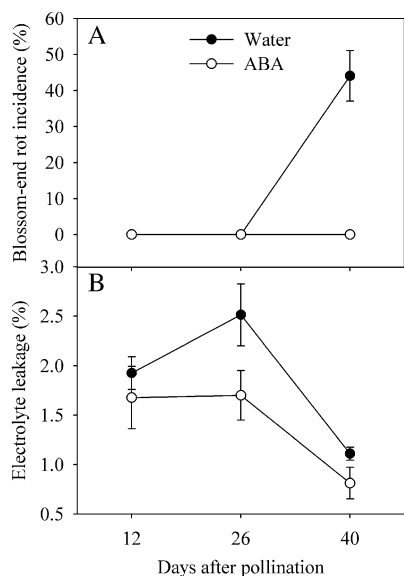 60
A
Water
50
ABA
40
30
20
10
0
Blossom-end rot incidence (%)
3.0
B
2.5
2.0
1.5
1.0
0.5
Electrolyte leakage (%)
12
26
40
Days after pollination